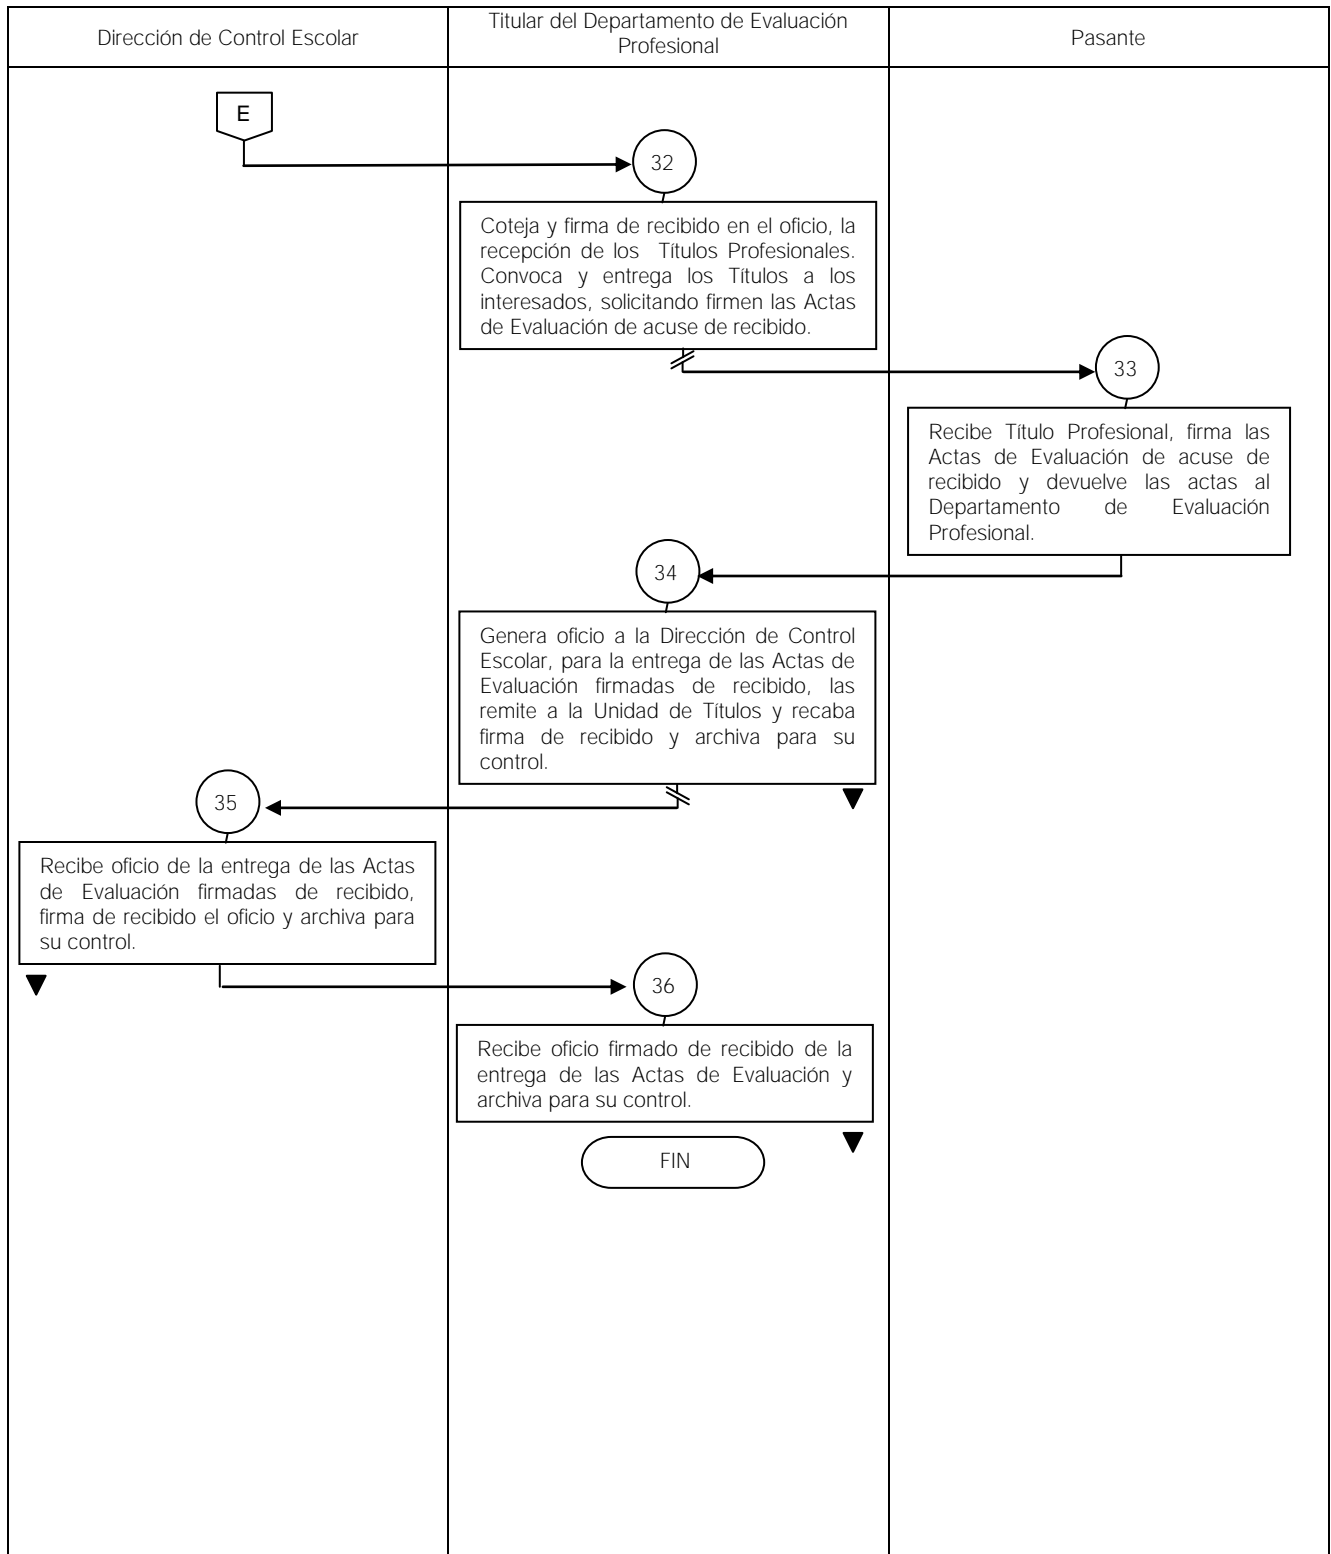 Dirección de Control Escolar
Titular del Departamento de Evaluación
Profesional
Pasante
E
32
Coteja y firma de recibido en el oficio, la
recepción de los Títulos Profesionales.
Convoca y entrega los Títulos a los
interesados, solicitando firmen las Actas
de Evaluación de acuse de recibido.
33
Recibe Título Profesional, firma las
Actas de Evaluación de acuse de
recibido y devuelve las actas al
Departamento de Evaluación
Profesional.
34
Genera oficio a la Dirección de Control
Escolar, para la entrega de las Actas de
Evaluación firmadas de recibido, las
remite a la Unidad de Títulos y recaba
firma de recibido y archiva para su
control.
35
Recibe oficio de la entrega de las Actas
de Evaluación firmadas de recibido,
firma de recibido el oficio y archiva para
su control.
36
Recibe oficio firmado de recibido de la
entrega de las Actas de Evaluación y
archiva para su control.
FIN